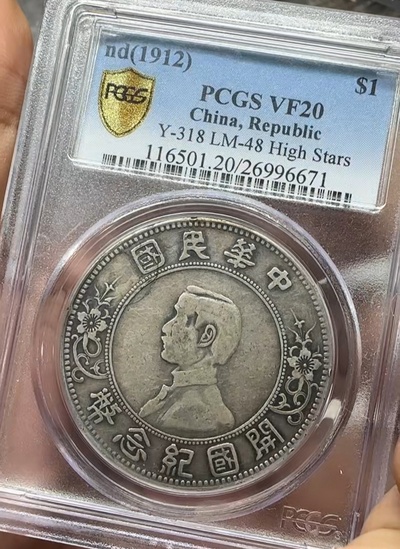 nd(1912) $1
PCGS
PCGS VF20
China, Republic
Y-318 LM-48 High Stars
116501.20/26996671
中華民國
開國紀念幣
PCGS